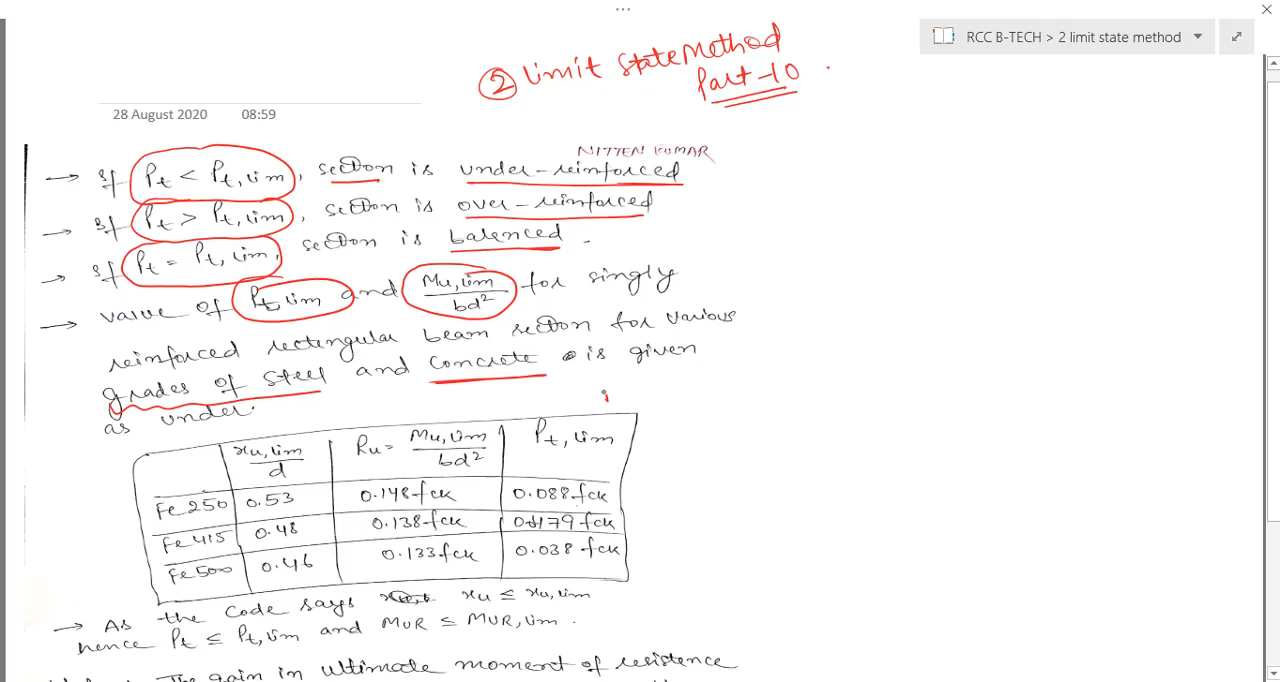 RCC B-TECH > 2 limit state method
② Limit State Method
Part-10
28 August 2020 08:59
NITTEN KUMAR
→ If Pt < Pt,lim, section is under-reinforced
→ If Pt > Pt,lim, section is over-reinforced
→ If Pt = Pt,lim, section is balenced.
→ value of Pt,lim and Mu,lim/bd² for singly
reinforced rectingular beam section for various
grades of steel and concrete is given
as under.
xu,lim/d Ru = Mu,lim/bd² Pt,lim
Fe 250 0.53 0.148 fck 0.088 fck
Fe 415 0.48 0.138 fck
Fe 500 0.46 0.133 fck 0.038 fck
→ As the code says xu ≤ xu,lim
hence Pt ≤ Pt,lim and MUR ≤ MUR,lim.
The gain in ultimate moment of resistence